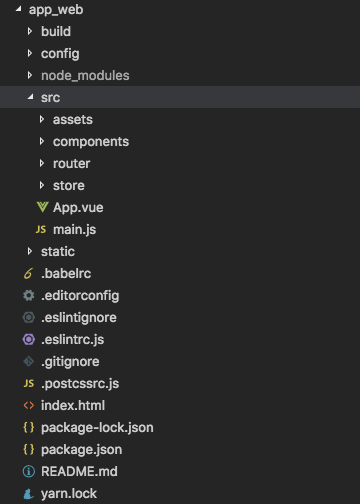 app_web
build
config
node_modules
src
assets
components
router
store
App.vue
JS main.js
static
.babelrc
.editorconfig
.eslintignore
.eslintrc.js
.gitignore
JS .postcssrc.js
<> index.html
{} package-lock.json
{} package.json
README.md
yarn.lock